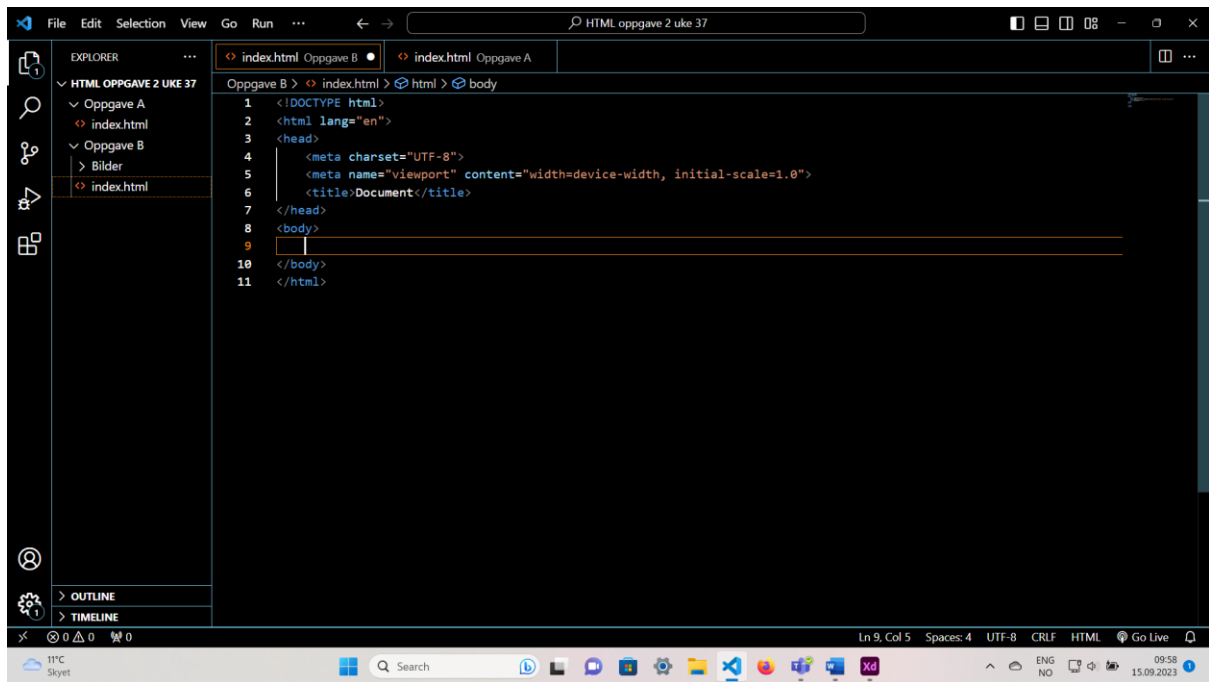 File Edit Selection View Go Run ··· ← → HTML oppgave 2 uke 37
EXPLORER ···
HTML OPPGAVE 2 UKE 37
Oppgave A
index.html
Oppgave B
Bilder
index.html
OUTLINE
TIMELINE
1
1
index.html Oppgave B ● index.html Oppgave A ···
Oppgave B > index.html > html > body
1 <!DOCTYPE html>
2 <html lang="en">
3 <head>
4 <meta charset="UTF-8">
5 <meta name="viewport" content="width=device-width, initial-scale=1.0">
6 <title>Document</title>
7 </head>
8 <body>
9
10 </body>
11 </html>
0 0 0 Ln 9, Col 5 Spaces: 4 UTF-8 CRLF HTML Go Live
11°C
Skyet
Search
b
Xd
ENG
NO
09:58
15.09.2023
1